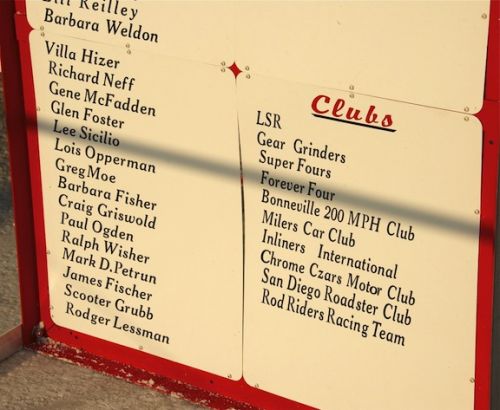 Bill Reilley
Barbara Weldon
Villa Hizer
Richard Neff
Gene McFadden
Glen Foster
Lee Sicilio
Lois Opperman
Greg Moe
Barbara Fisher
Craig Griswold
Paul Ogden
Ralph Wisher
Mark D.Petrun
James Fischer
Scooter Grubb
Rodger Lessman
Clubs
LSR
Gear Grinders
Super Fours
Forever Four
Bonneville 200 MPH Club
Milers Car Club
Inliners International
Chrome Czars Motor Club
San Diego Roadster Club
Rod Riders Racing Team